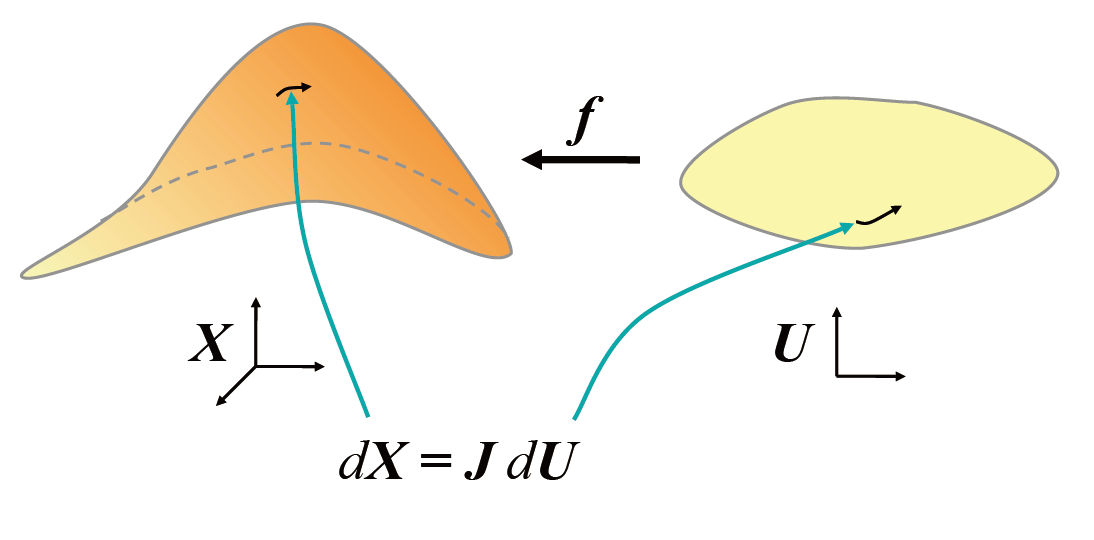 f
X
U
dX = J dU